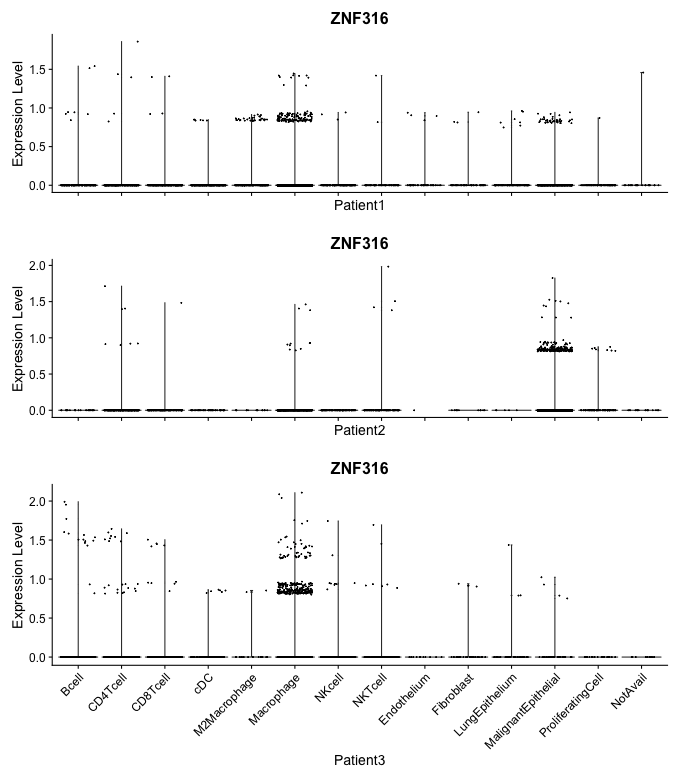 ZNF316
Expression Level
1.5
1.0
0.5
0.0
Patient1
ZNF316
Expression Level
2.0
1.5
1.0
0.5
0.0
Patient2
ZNF316
Expression Level
2.0
1.5
1.0
0.5
0.0
Bcell
CD4Tcell
CD8Tcell
cDC
M2Macrophage
Macrophage
NKcell
NKTcell
Endothelium
Fibroblast
LungEpithelium
MalignantEpithelial
ProliferatingCell
NotAvail
Patient3